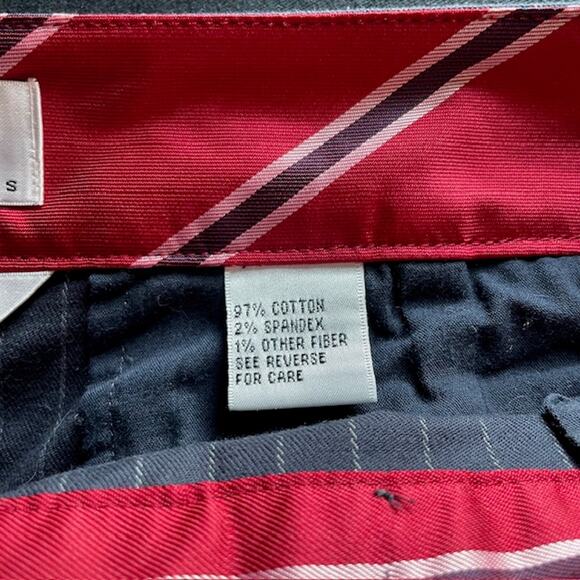 S
97% COTTON
2% SPANDEX
1% OTHER FIBER
SEE REVERSE
FOR CARE